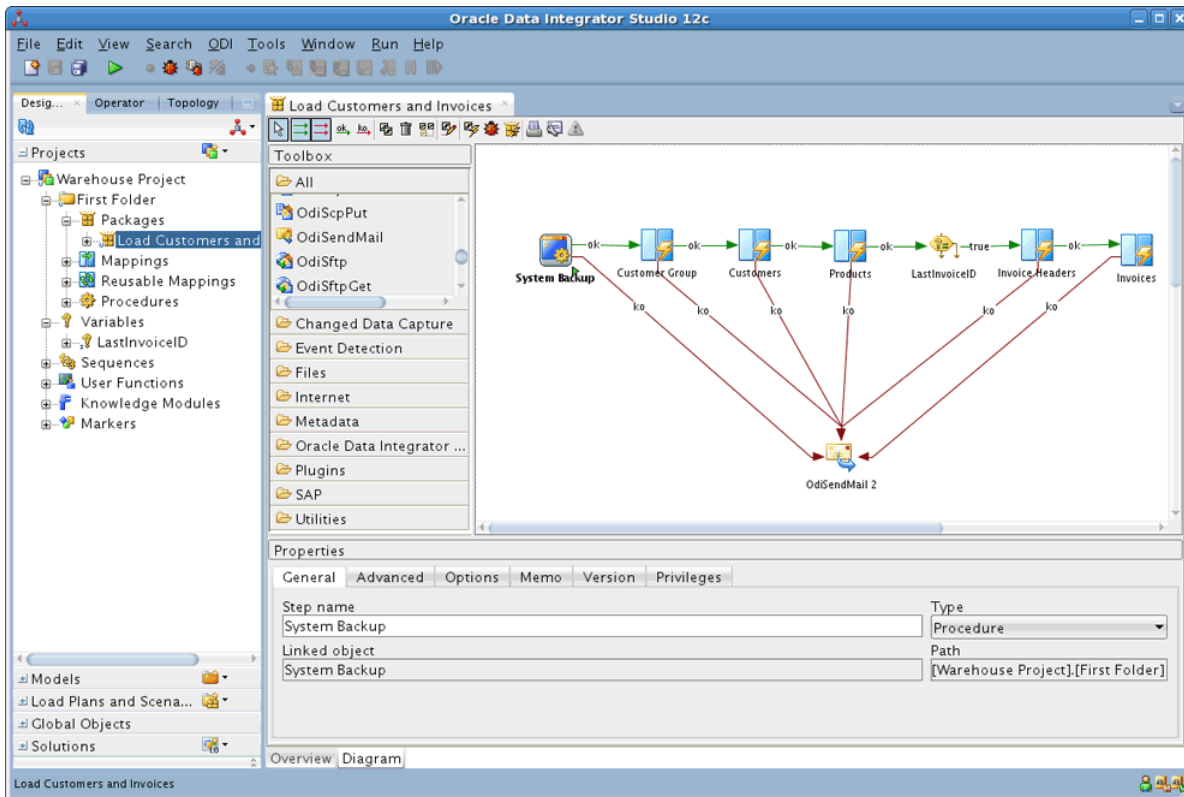 Oracle Data Integrator Studio 12c
File Edit View Search ODI Tools Window Run Help
Desig... Operator Topology
Projects
Warehouse Project
First Folder
Packages
Load Customers and
Mappings
Reusable Mappings
Procedures
Variables
LastInvoiceID
Sequences
User Functions
Knowledge Modules
Markers
Models
Load Plans and Scena...
Global Objects
Solutions
Load Customers and Invoices
ok ko
Toolbox
All
OdiScpPut
OdiSendMail
OdiSftp
OdiSftpGet
Changed Data Capture
Event Detection
Files
Internet
Metadata
Oracle Data Integrator ...
Plugins
SAP
Utilities
ok ok ok ok true ok
System Backup Customer Group Customers Products LastInvoiceID Invoice Headers Invoices
ko ko ko ko ko ko
OdiSendMail 2
Properties
General Advanced Options Memo Version Privileges
Step name Type
System Backup Procedure
Linked object Path
System Backup [Warehouse Project].[First Folder]
Overview Diagram
Load Customers and Invoices